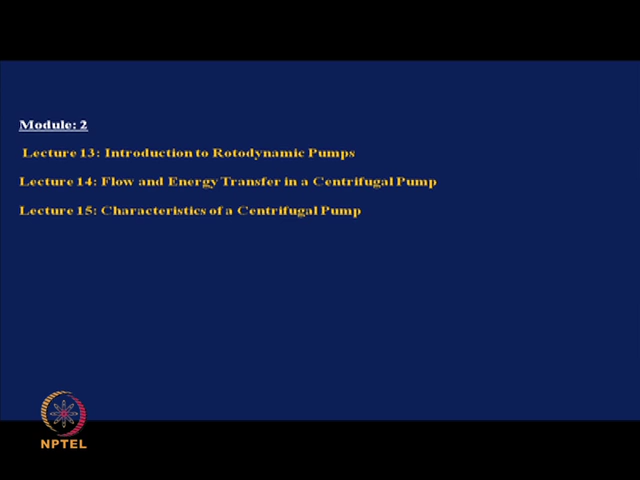 Module: 2
Lecture 13: Introduction to Rotodynamic Pumps
Lecture 14: Flow and Energy Transfer in a Centrifugal Pump
Lecture 15: Characteristics of a Centrifugal Pump
NPTEL